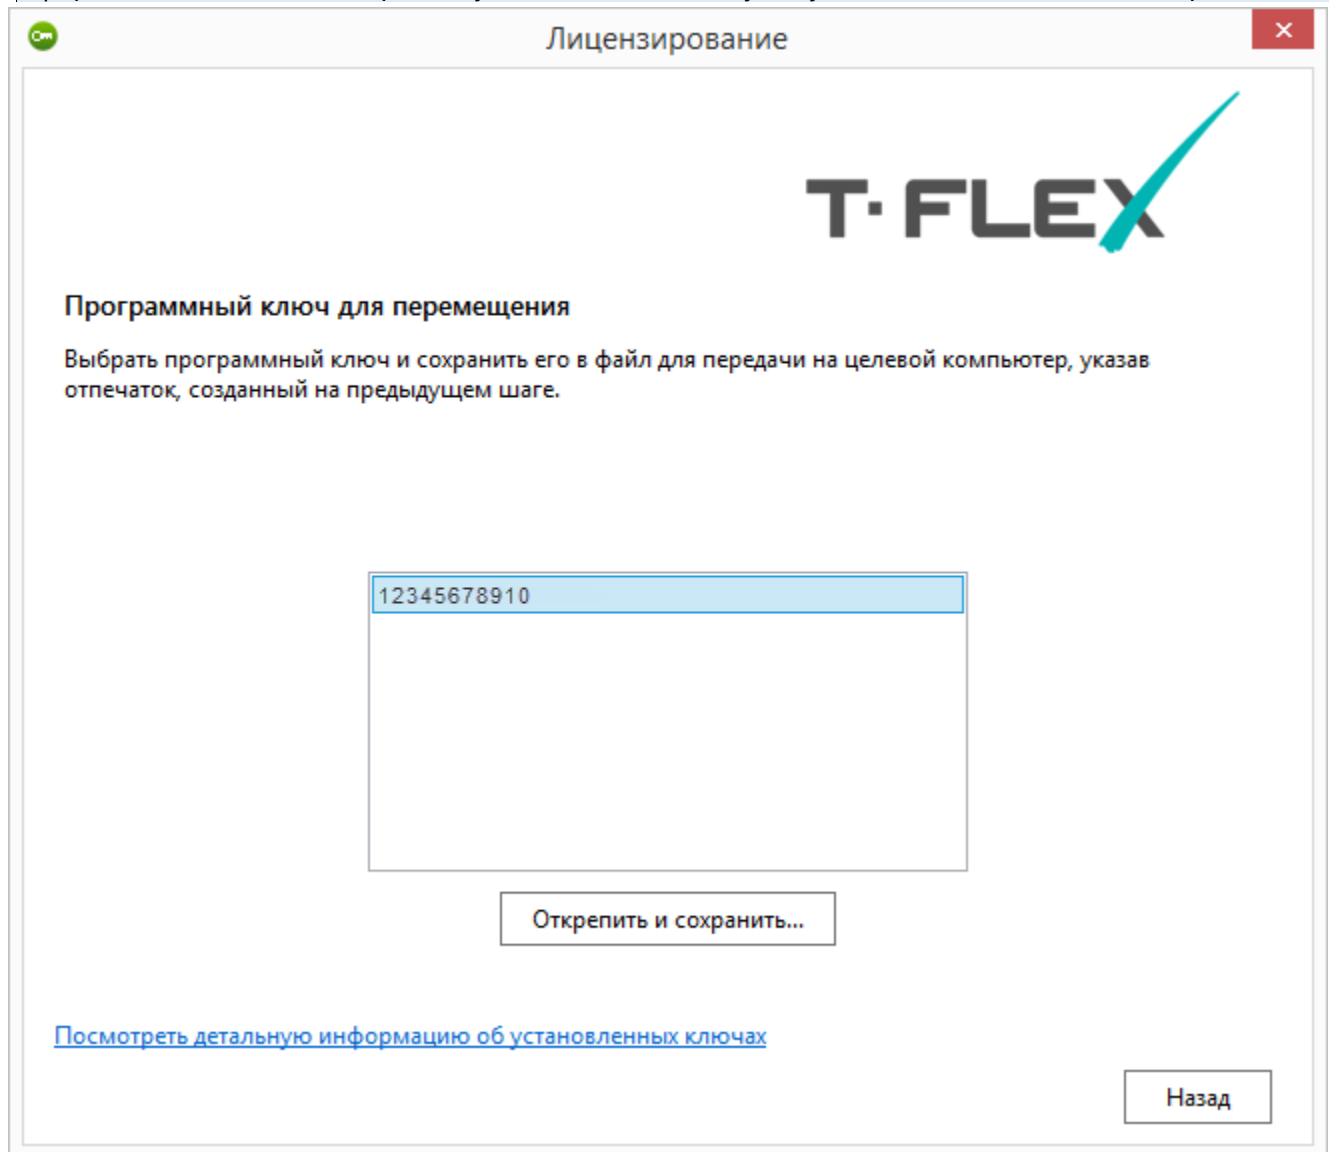 Лицензирование
T·FLEX
Программный ключ для перемещения
Выбрать программный ключ и сохранить его в файл для передачи на целевой компьютер, указав
отпечаток, созданный на предыдущем шаге.
12345678910
Открепить и сохранить...
Посмотреть детальную информацию об установленных ключах
Назад